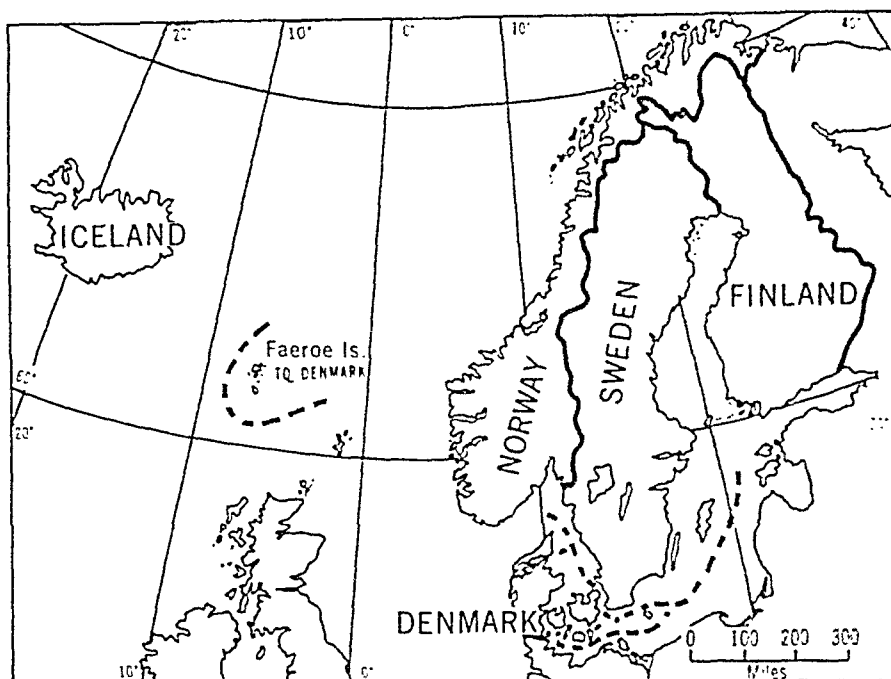 20° 10° 0° 10° 40°
ICELAND
FINLAND
SWEDEN
NORWAY
Faeroe Is.
TO DENMARK
60°
20°
DENMARK
0 100 200 300
Miles
10° 0°